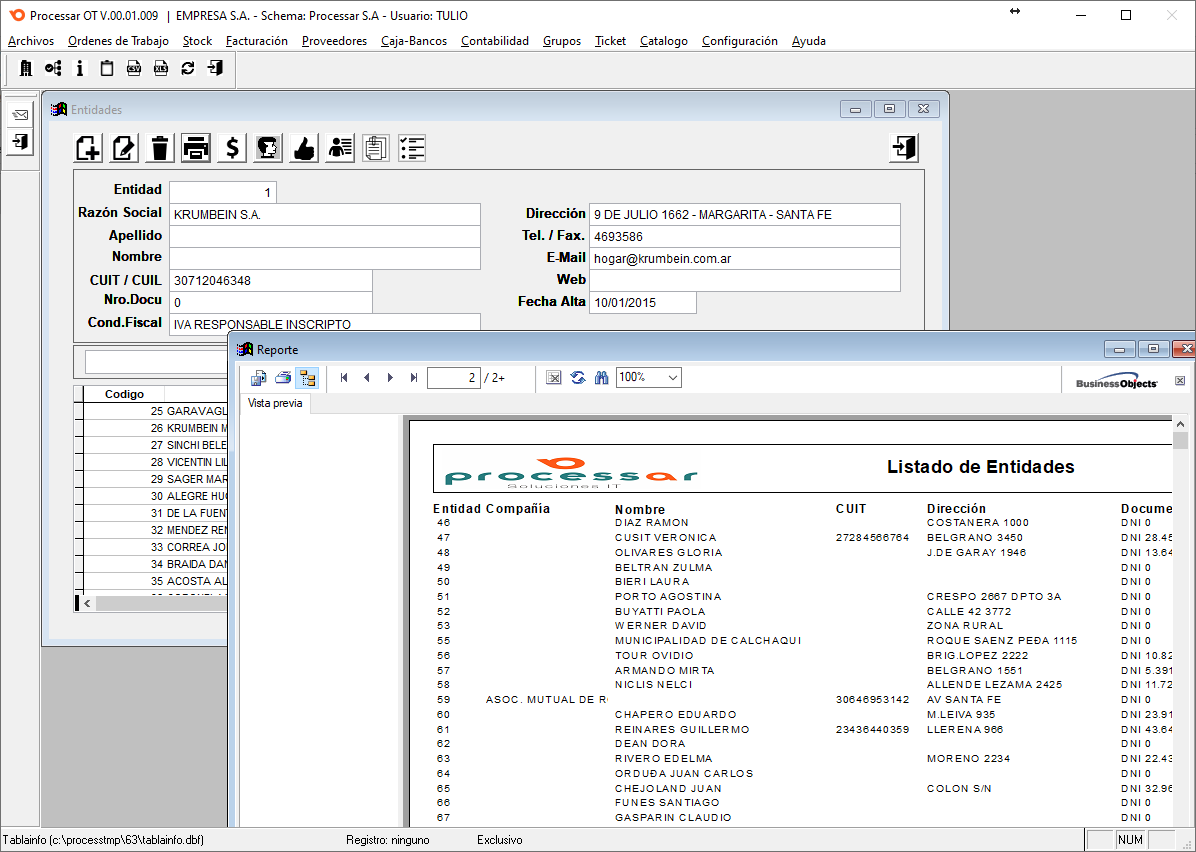 Processar OT V.00.01.009 | EMPRESA S.A. - Schema: Processar S.A - Usuario: TULIO
Archivos Ordenes de Trabajo Stock Facturación Proveedores Caja-Bancos Contabilidad Grupos Ticket Catalogo Configuración Ayuda
CSV XLS
Entidades
Entidad 1
Razón Social KRUMBEIN S.A.
Apellido
Nombre
CUIT / CUIL 30712046348
Nro.Docu 0
Cond.Fiscal IVA RESPONSABLE INSCRIPTO
Dirección 9 DE JULIO 1662 - MARGARITA - SANTA FE
Tel. / Fax. 4693586
E-Mail hogar@krumbein.com.ar
Web
Fecha Alta 10/01/2015
Codigo
25 GARAVAGL
26 KRUMBEIN M
27 SINCHI BELE
28 VICENTIN LIL
29 SAGER MAR
30 ALEGRE HUG
31 DE LA FUENT
32 MENDEZ REN
33 CORREA JO
34 BRAIDA DAN
35 ACOSTA AL
Reporte
2 / 2+ 100% BusinessObjects
Vista previa
processar
Soluciones IT
Listado de Entidades
Entidad Compañía Nombre CUIT Dirección Docume
46 DIAZ RAMON COSTANERA 1000 DNI 0
47 CUSIT VERONICA 27284566764 BELGRANO 3450 DNI 28.45
48 OLIVARES GLORIA J.DE GARAY 1946 DNI 13.64
49 BELTRAN ZULMA DNI 0
50 BIERI LAURA DNI 0
51 PORTO AGOSTINA CRESPO 2667 DPTO 3A DNI 0
52 BUYATTI PAOLA CALLE 42 3772 DNI 0
53 WERNER DAVID ZONA RURAL DNI 0
55 MUNICIPALIDAD DE CALCHAQUI ROQUE SAENZ PEÐA 1115 DNI 0
56 TOUR OVIDIO BRIG.LOPEZ 2222 DNI 10.82
57 ARMANDO MIRTA BELGRANO 1551 DNI 5.391
58 NICLIS NELCI ALLENDE LEZAMA 2425 DNI 11.72
59 ASOC. MUTUAL DE R 30646953142 AV SANTA FE DNI 0
60 CHAPERO EDUARDO M.LEIVA 935 DNI 23.91
61 REINARES GUILLERMO 23436440359 LLERENA 966 DNI 43.64
62 DEAN DORA DNI 0
63 RIVERO EDELMA MORENO 2234 DNI 22.43
64 ORDUÐA JUAN CARLOS DNI 0
65 CHEJOLAND JUAN COLON S/N DNI 32.96
66 FUNES SANTIAGO DNI 0
67 GASPARIN CLAUDIO DNI 0
Tablainfo (c:\processtmp\63\tablainfo.dbf) Registro: ninguno Exclusivo NUM